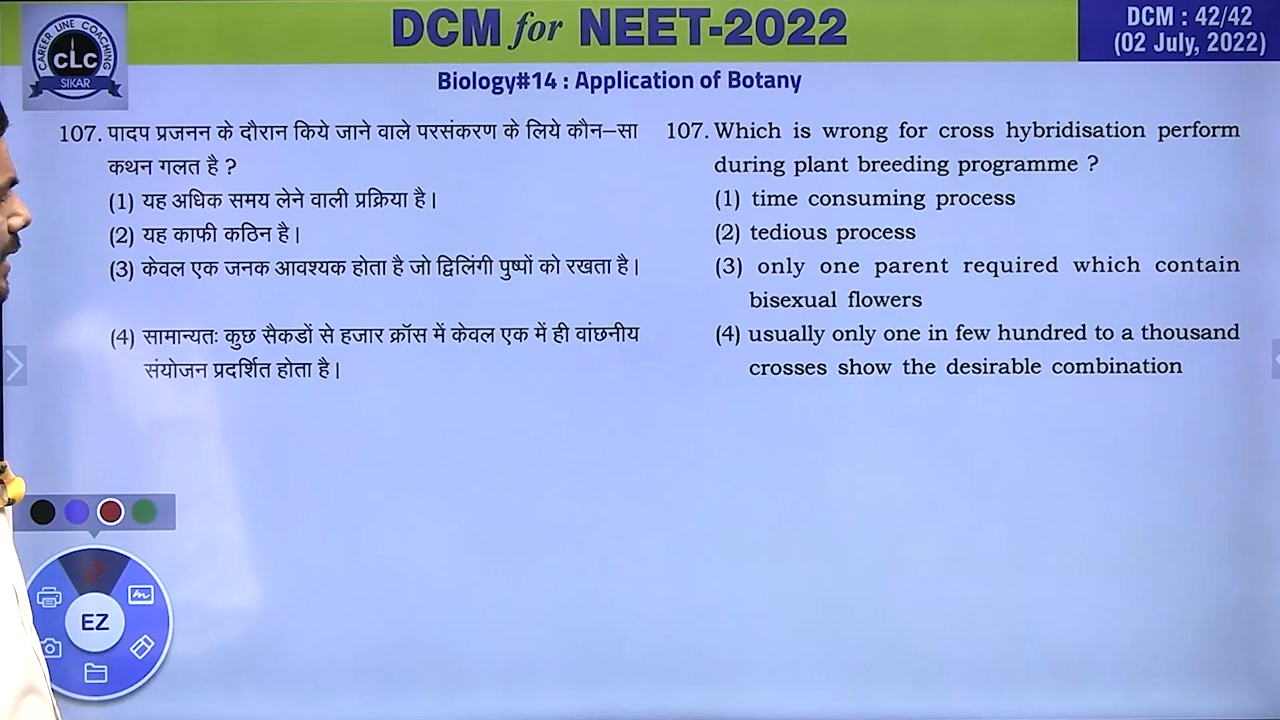 DCM for NEET-2022
DCM : 42/42
(02 July, 2022)
CAREER LINE COACHING
CLC
SIKAR
Biology#14 : Application of Botany
107. पादप प्रजनन के दौरान किये जाने वाले परसंकरण के लिये कौन–सा
कथन गलत है ?
(1) यह अधिक समय लेने वाली प्रक्रिया है।
(2) यह काफी कठिन है।
(3) केवल एक जनक आवश्यक होता है जो द्विलिंगी पुष्पों को रखता है।
(4) सामान्यतः कुछ सैकडों से हजार क्रॉस में केवल एक में ही वांछनीय
संयोजन प्रदर्शित होता है।
107. Which is wrong for cross hybridisation perform
during plant breeding programme ?
(1) time consuming process
(2) tedious process
(3) only one parent required which contain
bisexual flowers
(4) usually only one in few hundred to a thousand
crosses show the desirable combination
EZ